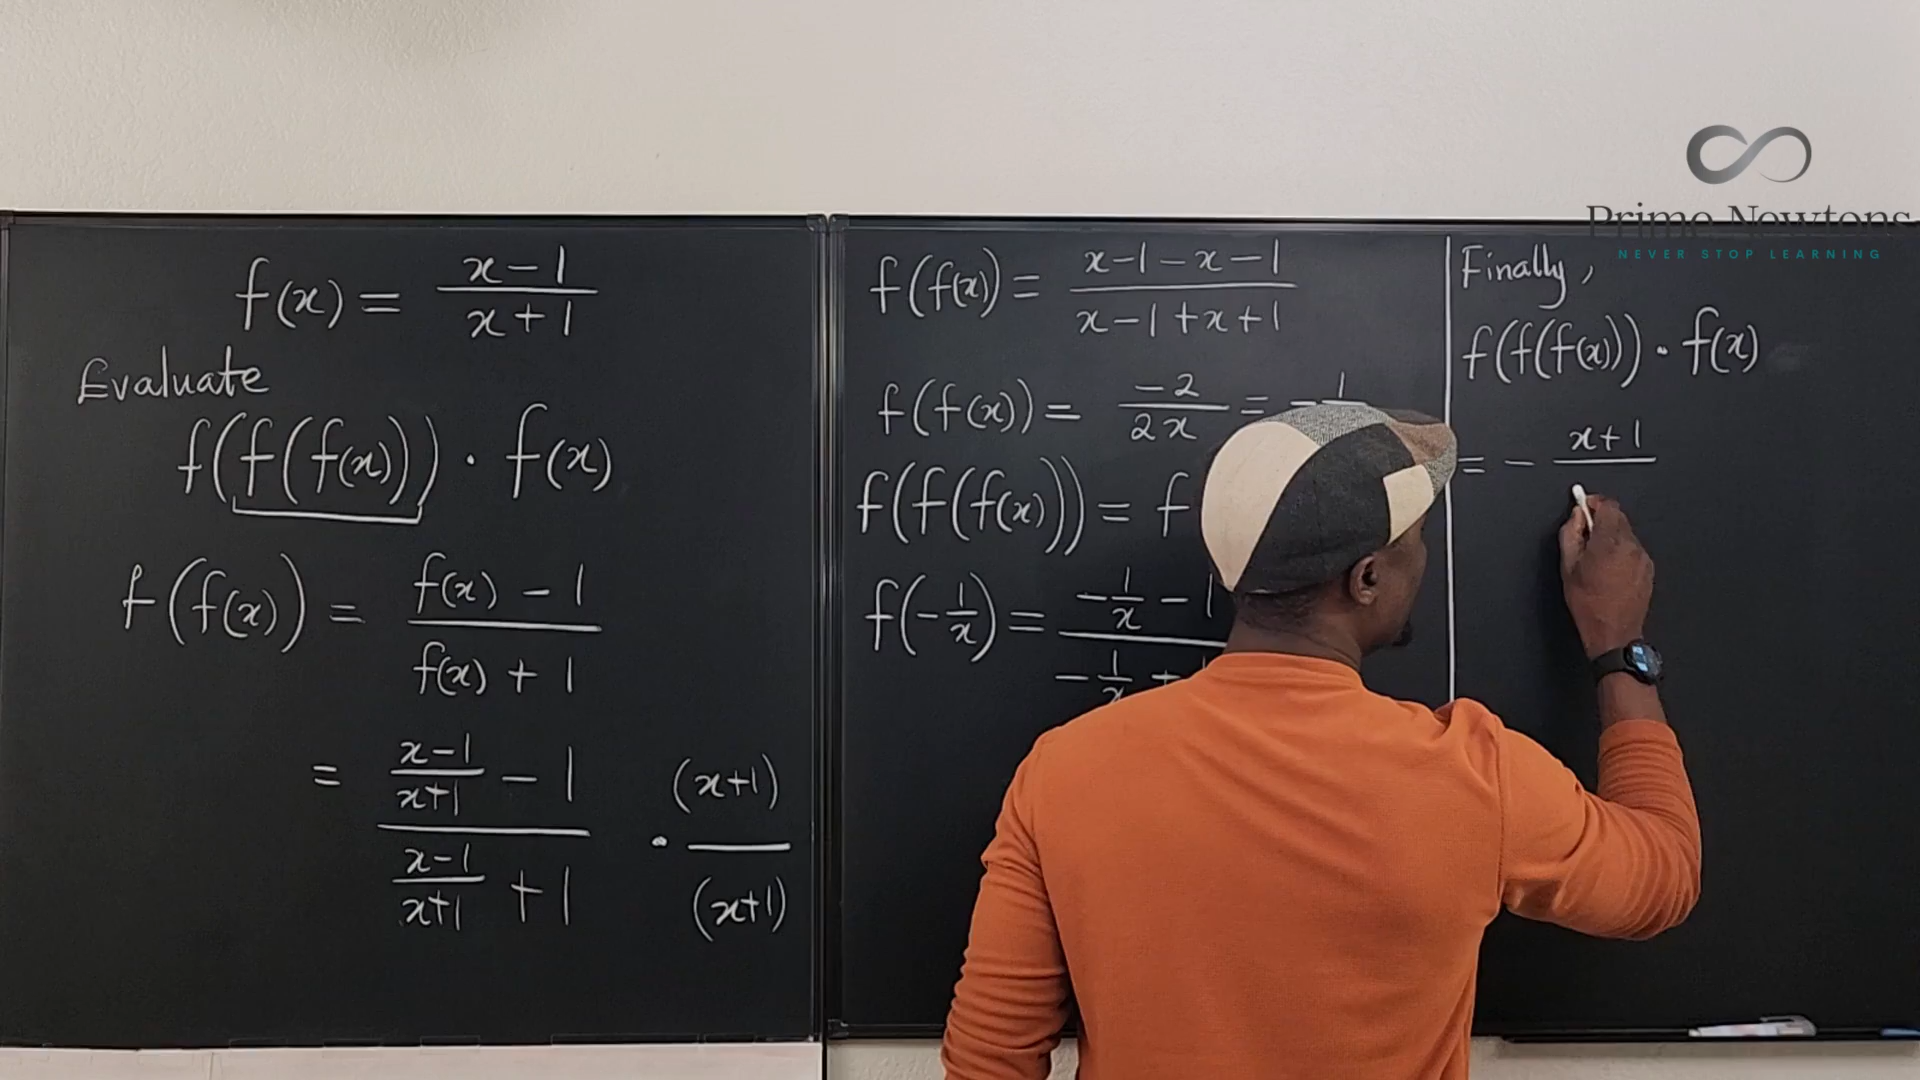 f(x) = (x-1)/(x+1)
Evaluate
f(f(f(x))) · f(x)
f(f(x)) = (f(x) - 1)/(f(x) + 1)
= ((x-1)/(x+1) - 1)/((x-1)/(x+1) + 1) · (x+1)/(x+1)
f(f(x)) = (x-1-x-1)/(x-1+x+1)
f(f(x)) = -2/2x = - 1
f(f(f(x))) = f
f(-1/x) = (-1/x - 1)/(-1/x +
Finally,
f(f(f(x))) · f(x)
= - x+1
Prime Newtons
NEVER STOP LEARNING